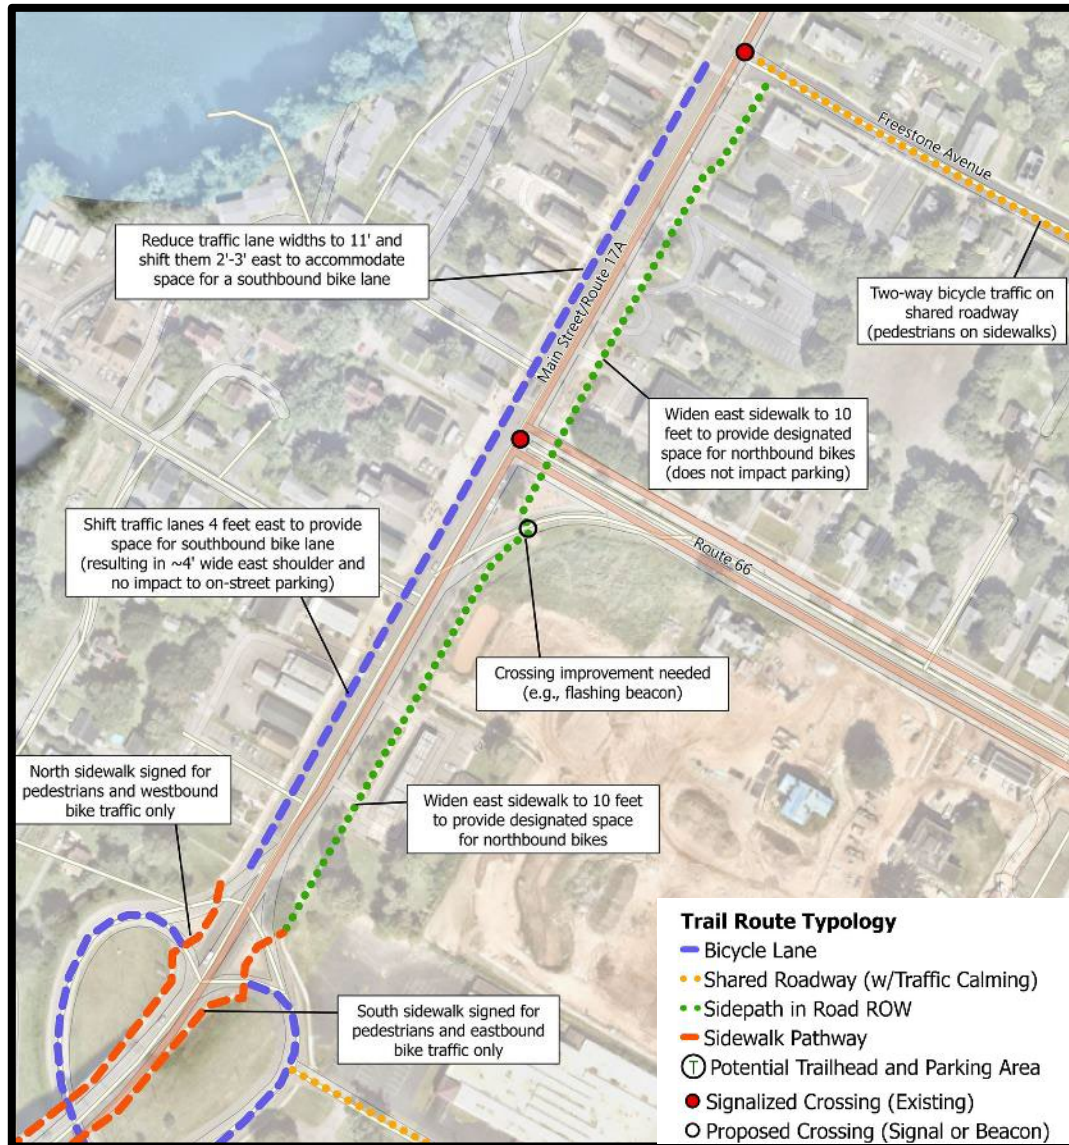 Freestone Avenue
Reduce traffic lane widths to 11' and
shift them 2'-3' east to accommodate
space for a southbound bike lane
Main Street/Route 17A
Two-way bicycle traffic on
shared roadway
(pedestrians on sidewalks)
Widen east sidewalk to 10
feet to provide designated
space for northbound bikes
(does not impact parking)
Shift traffic lanes 4 feet east to provide
space for southbound bike lane
(resulting in ~4' wide east shoulder and
no impact to on-street parking)
Route 66
Crossing improvement needed
(e.g., flashing beacon)
North sidewalk signed for
pedestrians and westbound
bike traffic only
Widen east sidewalk to 10 feet
to provide designated space
for northbound bikes
South sidewalk signed for
pedestrians and eastbound
bike traffic only
Trail Route Typology
Bicycle Lane
Shared Roadway (w/Traffic Calming)
Sidepath in Road ROW
Sidewalk Pathway
T Potential Trailhead and Parking Area
Signalized Crossing (Existing)
Proposed Crossing (Signal or Beacon)